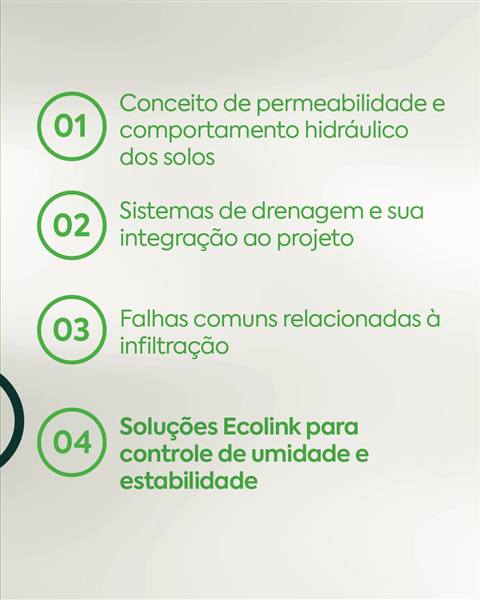 01
Conceito de permeabilidade e
comportamento hidráulico
dos solos
02
Sistemas de drenagem e sua
integração ao projeto
03
Falhas comuns relacionadas à
infiltração
04
Soluções Ecolink para
controle de umidade e
estabilidade